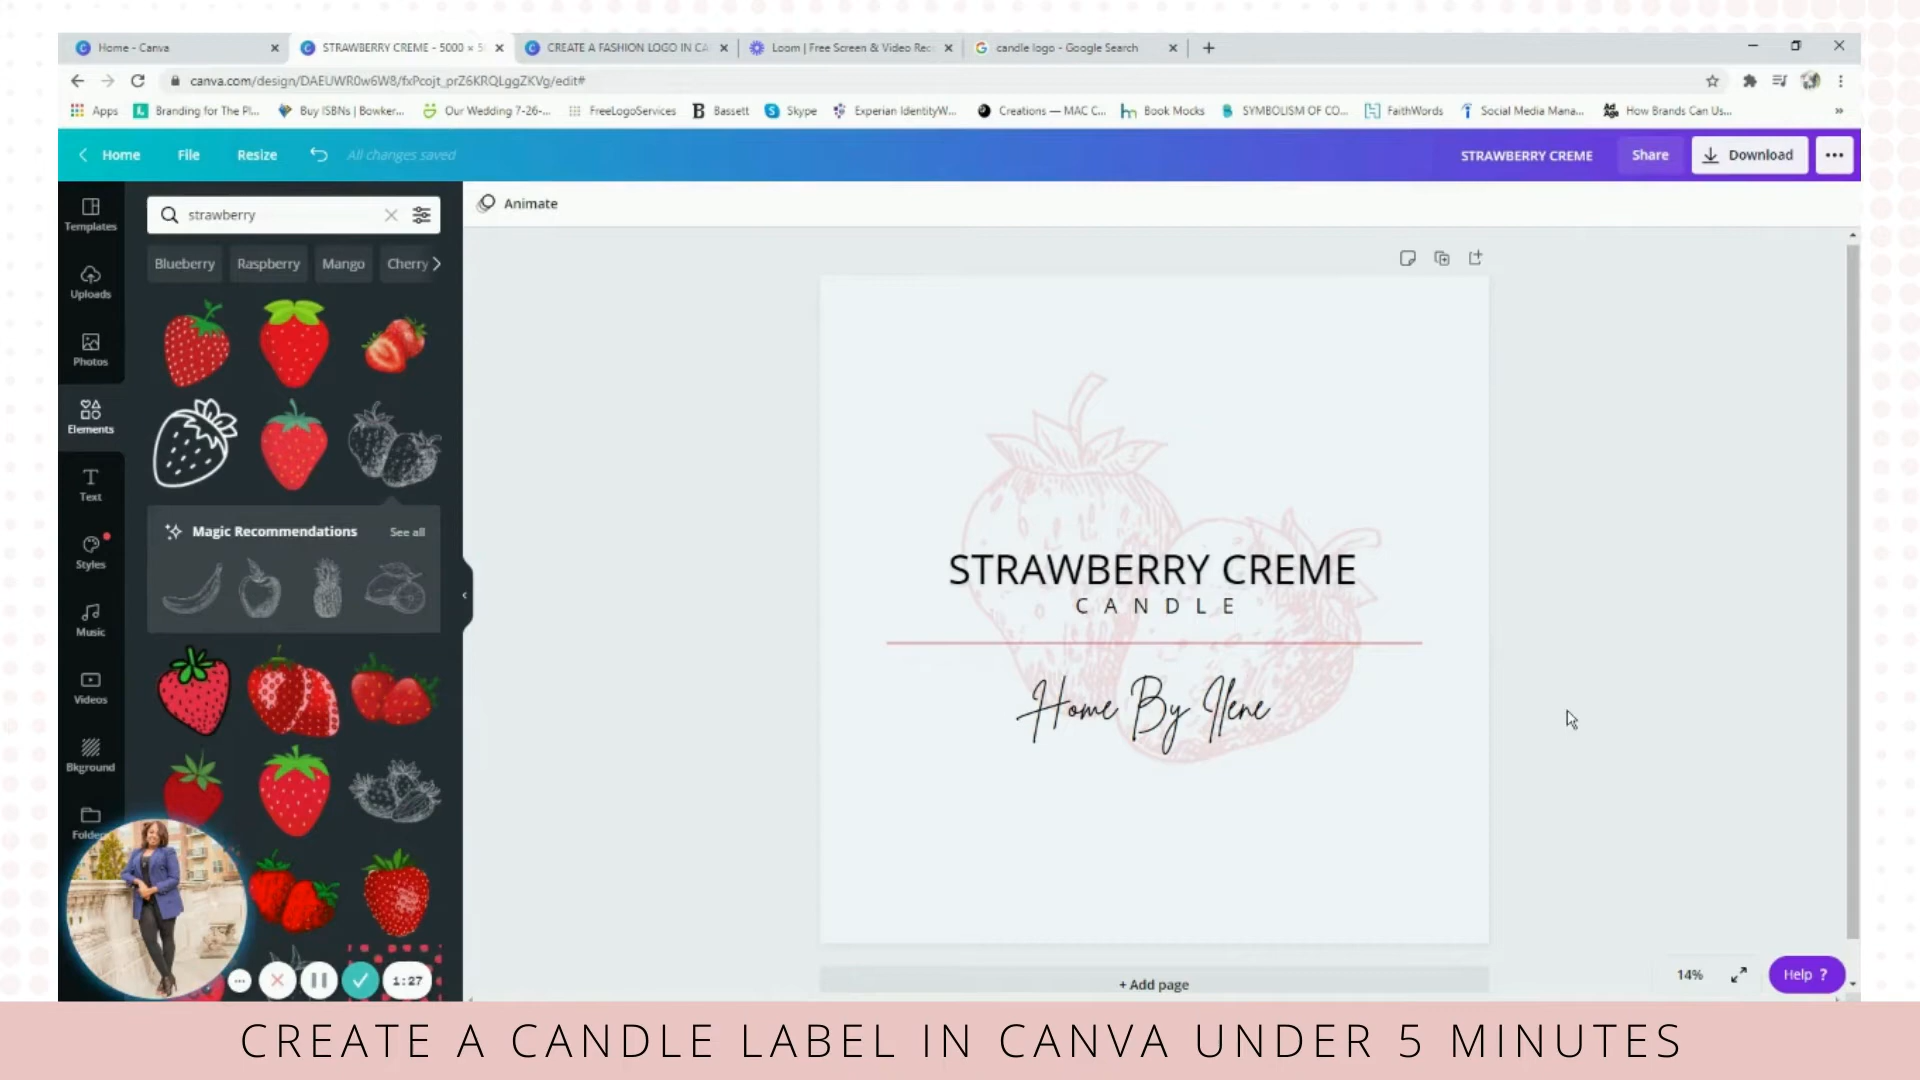 Home - Canva
STRAWBERRY CREME - 5000 × 5
CREATE A FASHION LOGO IN CA
Loom | Free Screen & Video Rec
candle logo - Google Search
canva.com/design/DAEUWR0w6W8/fxPcojt_prZ6KRQLggZKVg/edit#
Apps
Branding for The Pl...
Buy ISBNs | Bowker...
Our Wedding 7-26-...
FreeLogoServices
Bassett
Skype
Experian IdentityW...
Creations — MAC C...
Book Mocks
SYMBOLISM OF CO...
FaithWords
Social Media Mana...
How Brands Can Us...
Home
File
Resize
All changes saved
STRAWBERRY CREME
Share
Download
Templates
Uploads
Photos
Elements
Text
Styles
Music
Videos
Bkground
Folders
strawberry
Blueberry
Raspberry
Mango
Cherry
Magic Recommendations
See all
Animate
STRAWBERRY CREME
CANDLE
Home By Ilene
+ Add page
14%
Help ?
1:27
CREATE A CANDLE LABEL IN CANVA UNDER 5 MINUTES